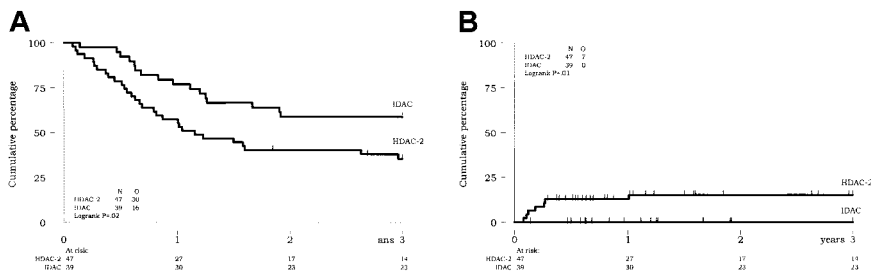 A
100
75
50
25
0
Cumulative percentage
IDAC
HDAC-2
N O
HDAC-2 47 30
IDAC 39 16
Logrank P=.02
0 1 2 ans 3
At risk:
HDAC-2 47 27 17 14
IDAC 39 30 23 23
B
100
75
50
25
0
Cumulative percentage
N O
HDAC-2 47 7
IDAC 39 0
Logrank P=.01
HDAC-2
IDAC
0 1 2 years 3
At risk:
HDAC-2 47 27 17 14
IDAC 39 30 23 23